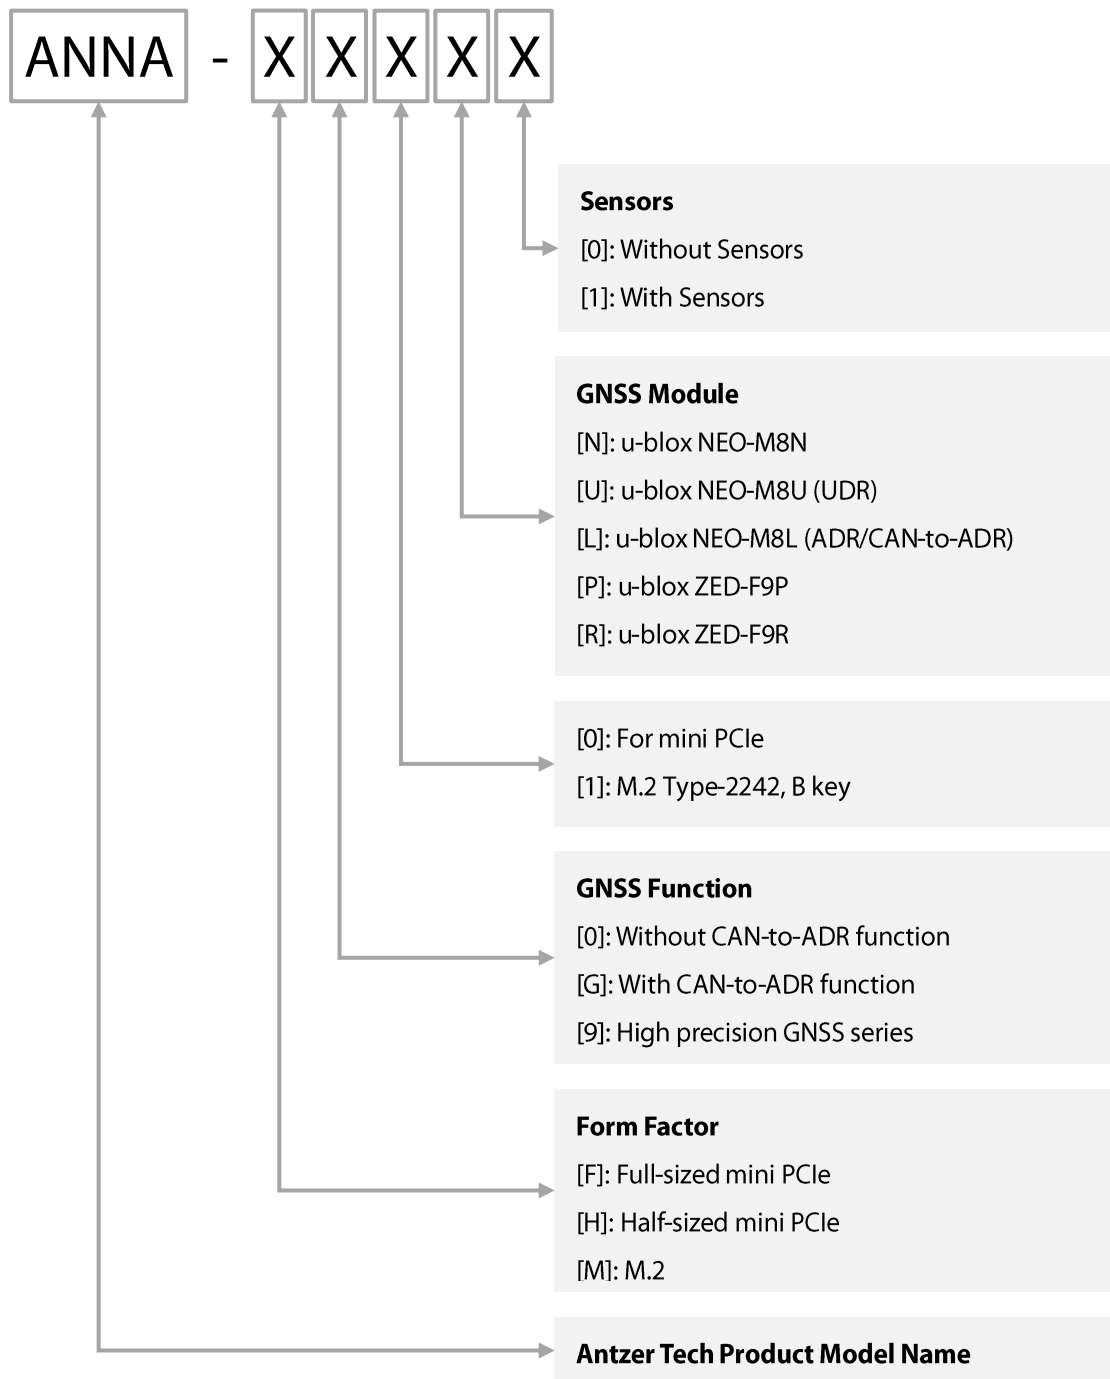 ANNA - X X X X X
Sensors
[0]: Without Sensors
[1]: With Sensors
GNSS Module
[N]: u-blox NEO-M8N
[U]: u-blox NEO-M8U (UDR)
[L]: u-blox NEO-M8L (ADR/CAN-to-ADR)
[P]: u-blox ZED-F9P
[R]: u-blox ZED-F9R
[0]: For mini PCIe
[1]: M.2 Type-2242, B key
GNSS Function
[0]: Without CAN-to-ADR function
[G]: With CAN-to-ADR function
[9]: High precision GNSS series
Form Factor
[F]: Full-sized mini PCIe
[H]: Half-sized mini PCIe
[M]: M.2
Antzer Tech Product Model Name